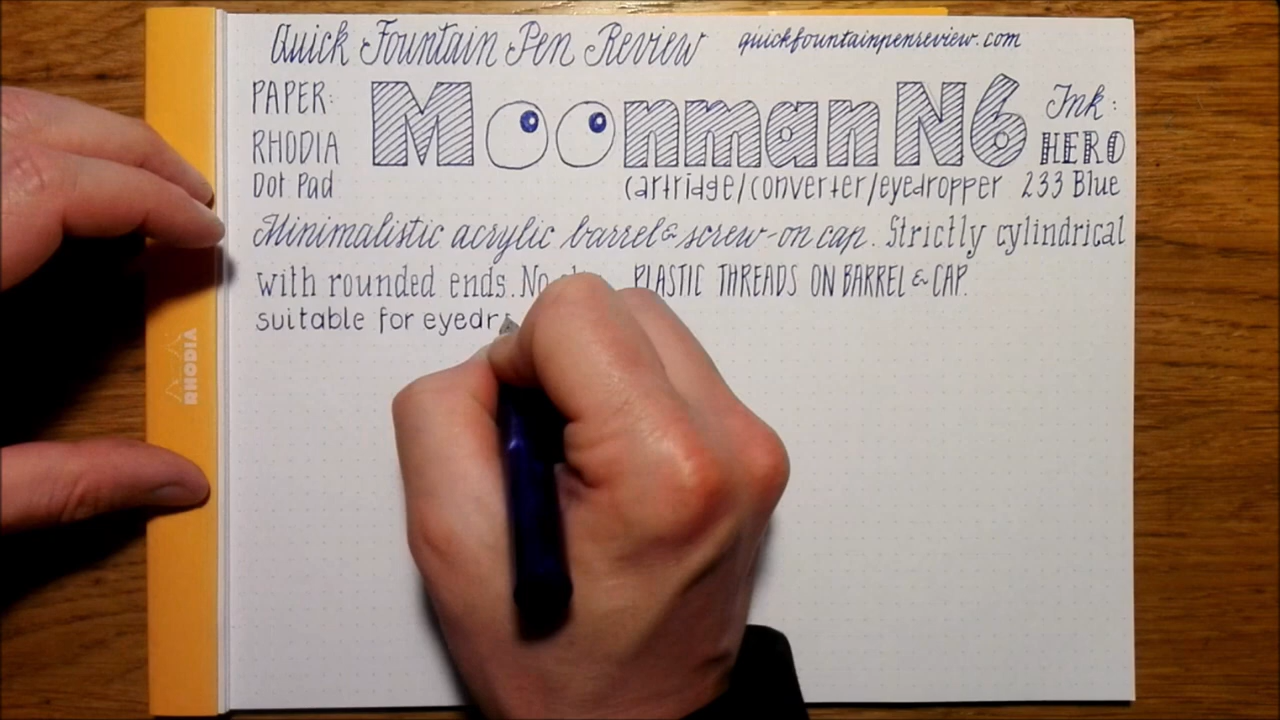 Quick Fountain Pen Review quickfountainpenreview.com
PAPER:
RHODIA
Dot Pad
Moonman N6
Ink:
HERO
233 Blue
cartridge/converter/eyedropper
Minimalistic acrylic barrel & screw-on cap. Strictly cylindrical
with rounded ends. No PLASTIC THREADS ON BARREL & CAP.
suitable for
RHODIA